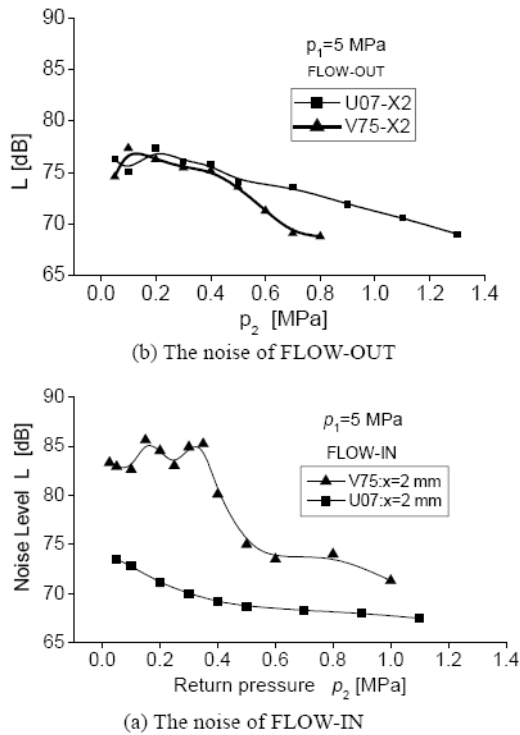 90
85
80
75
70
65
L [dB]
p1=5 MPa
FLOW-OUT
U07-X2
V75-X2
0.0 0.2 0.4 0.6 0.8 1.0 1.2 1.4
p2 [MPa]
(b) The noise of FLOW-OUT
90
85
80
75
70
65
Noise Level L [dB]
p1=5 MPa
FLOW-IN
V75:x=2 mm
U07:x=2 mm
0.0 0.2 0.4 0.6 0.8 1.0 1.2 1.4
Return pressure p2 [MPa]
(a) The noise of FLOW-IN